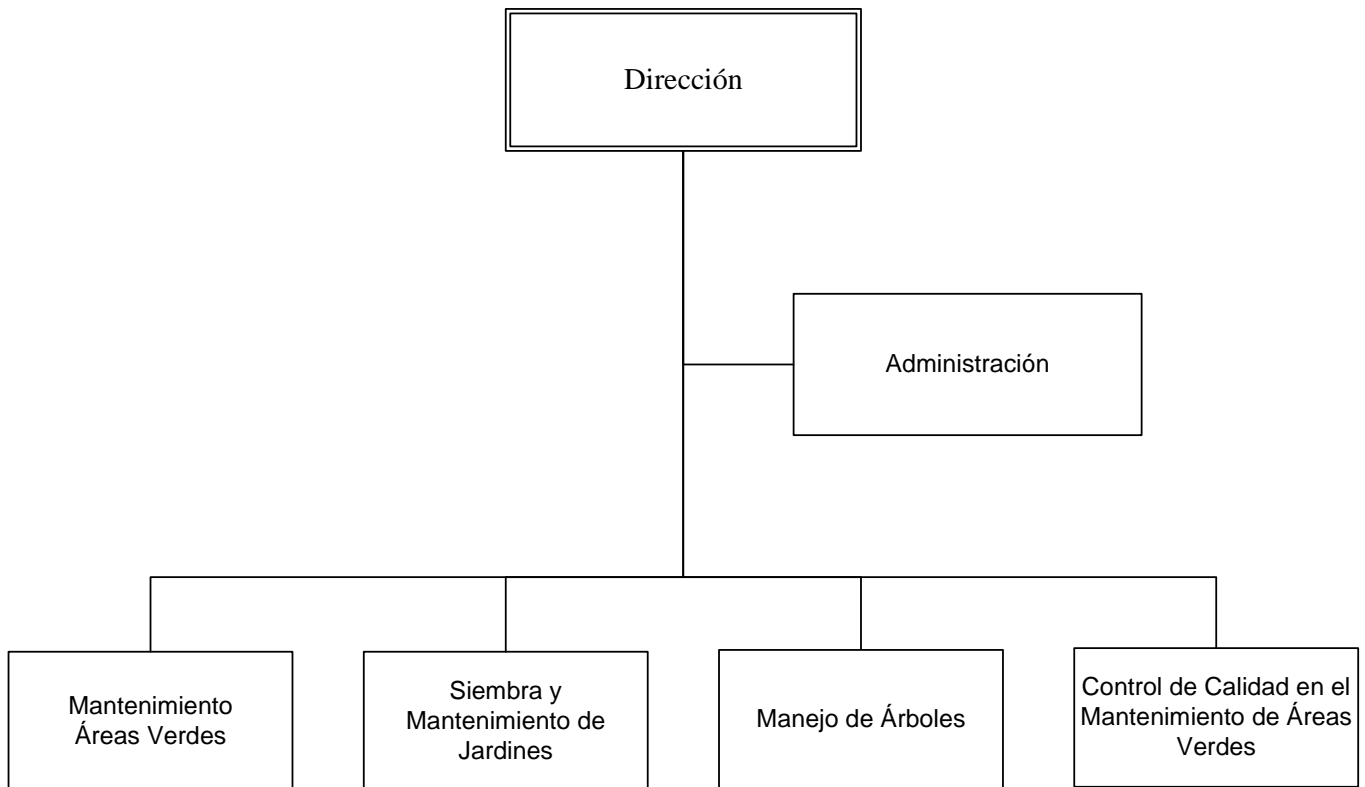 Dirección
Administración
Mantenimiento
Áreas Verdes
Siembra y
Mantenimiento de
Jardines
Manejo de Árboles
Control de Calidad en el
Mantenimiento de Áreas
Verdes